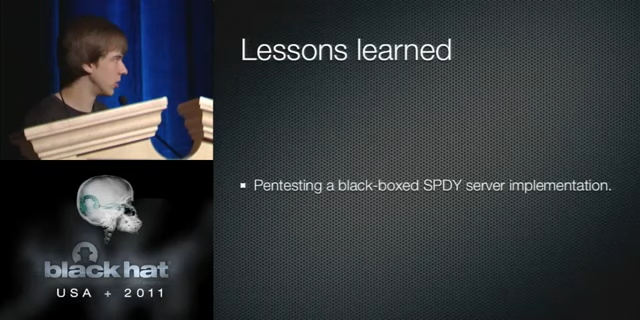 Lessons learned
Pentesting a black-boxed SPDY server implementation.
black hat
USA + 2011